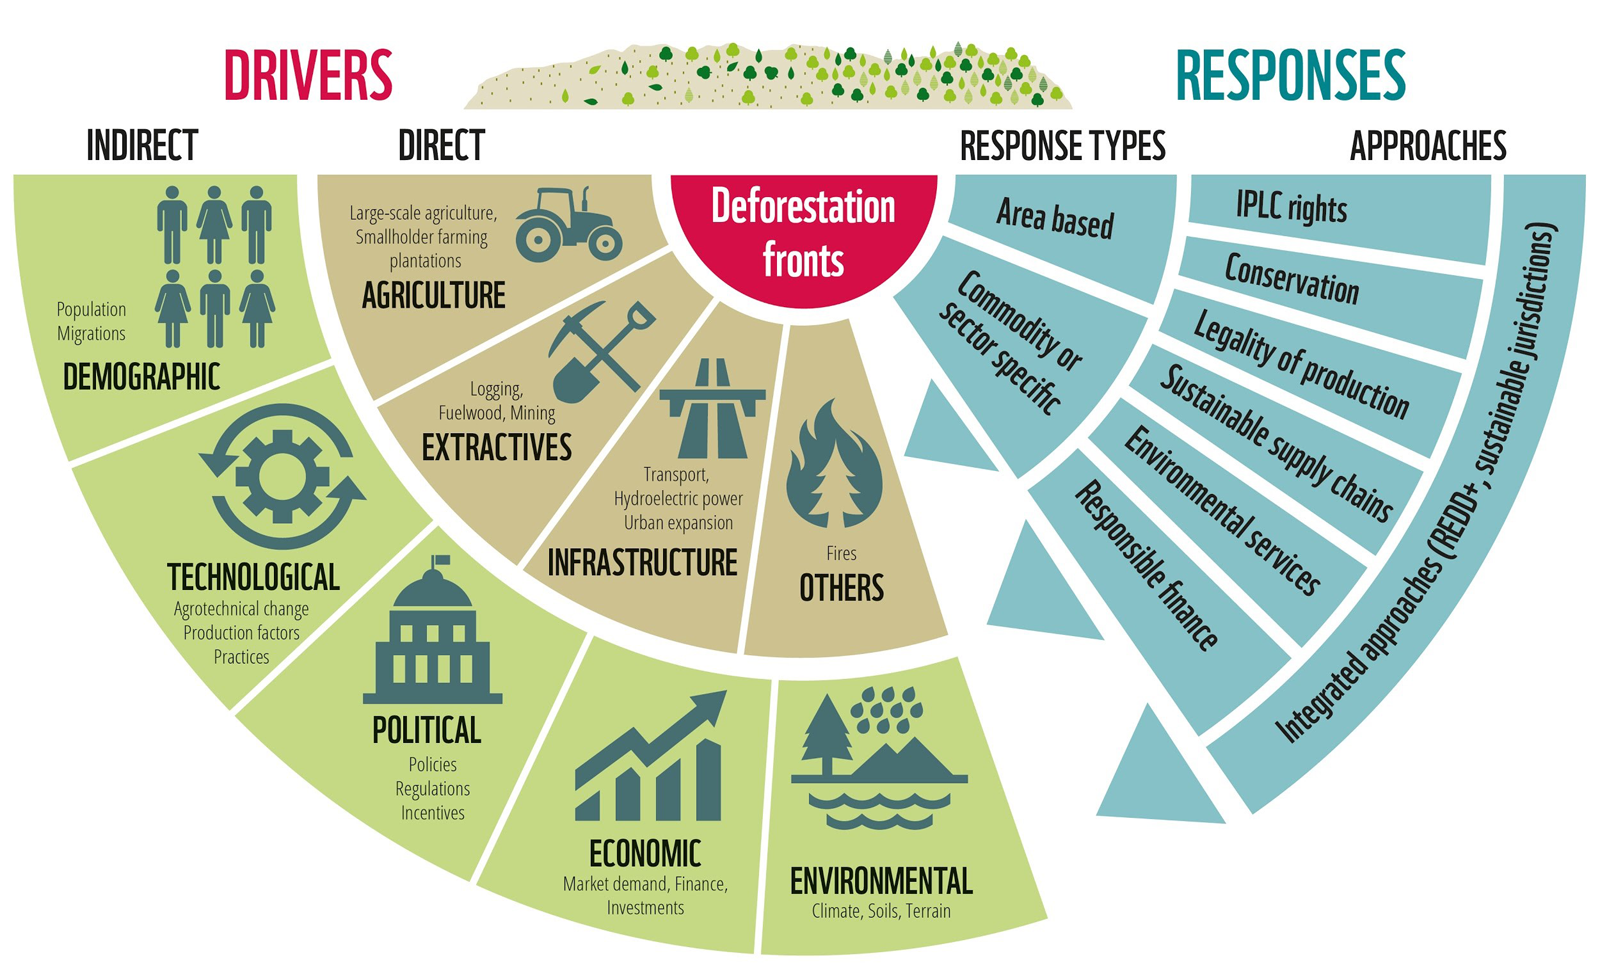 DRIVERS
RESPONSES
INDIRECT
DIRECT
RESPONSE TYPES
APPROACHES
Population
Migrations
DEMOGRAPHIC
TECHNOLOGICAL
Agrotechnical change
Production factors
Practices
POLITICAL
Policies
Regulations
Incentives
ECONOMIC
Market demand, Finance,
Investments
ENVIRONMENTAL
Climate, Soils, Terrain
Large-scale agriculture,
Smallholder farming
plantations
AGRICULTURE
Logging,
Fuelwood, Mining
EXTRACTIVES
Transport,
Hydroelectric power
Urban expansion
INFRASTRUCTURE
Fires
OTHERS
Deforestation
fronts
Area based
Commodity or
sector specific
IPLC rights
Conservation
Legality of production
Sustainable supply chains
Environmental services
Responsible finance
Integrated approaches (REDD+, sustainable jurisdictions)